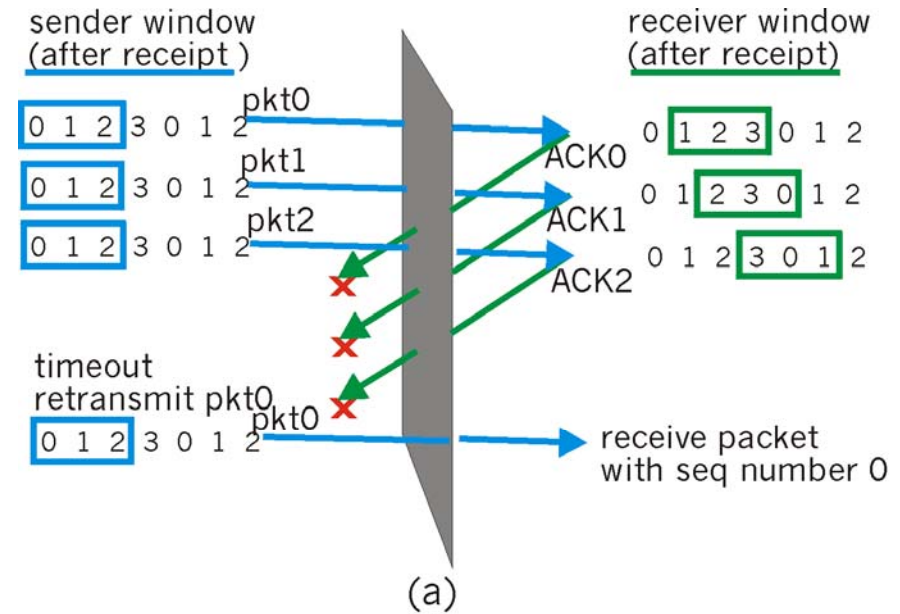 sender window
(after receipt )
receiver window
(after receipt)
0 1 2 3 0 1 2
pkt0
ACK0
0 1 2 3 0 1 2
0 1 2 3 0 1 2
pkt1
ACK1
0 1 2 3 0 1 2
0 1 2 3 0 1 2
pkt2
ACK2
0 1 2 3 0 1 2
timeout
retransmit pkt0
0 1 2 3 0 1 2
pkt0
receive packet
with seq number 0
(a)